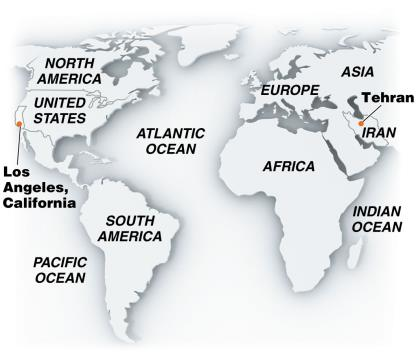 NORTH
AMERICA
UNITED
STATES
ATLANTIC
OCEAN
EUROPE
ASIA
Tehran
IRAN
AFRICA
Los
Angeles,
California
SOUTH
AMERICA
INDIAN
OCEAN
PACIFIC
OCEAN